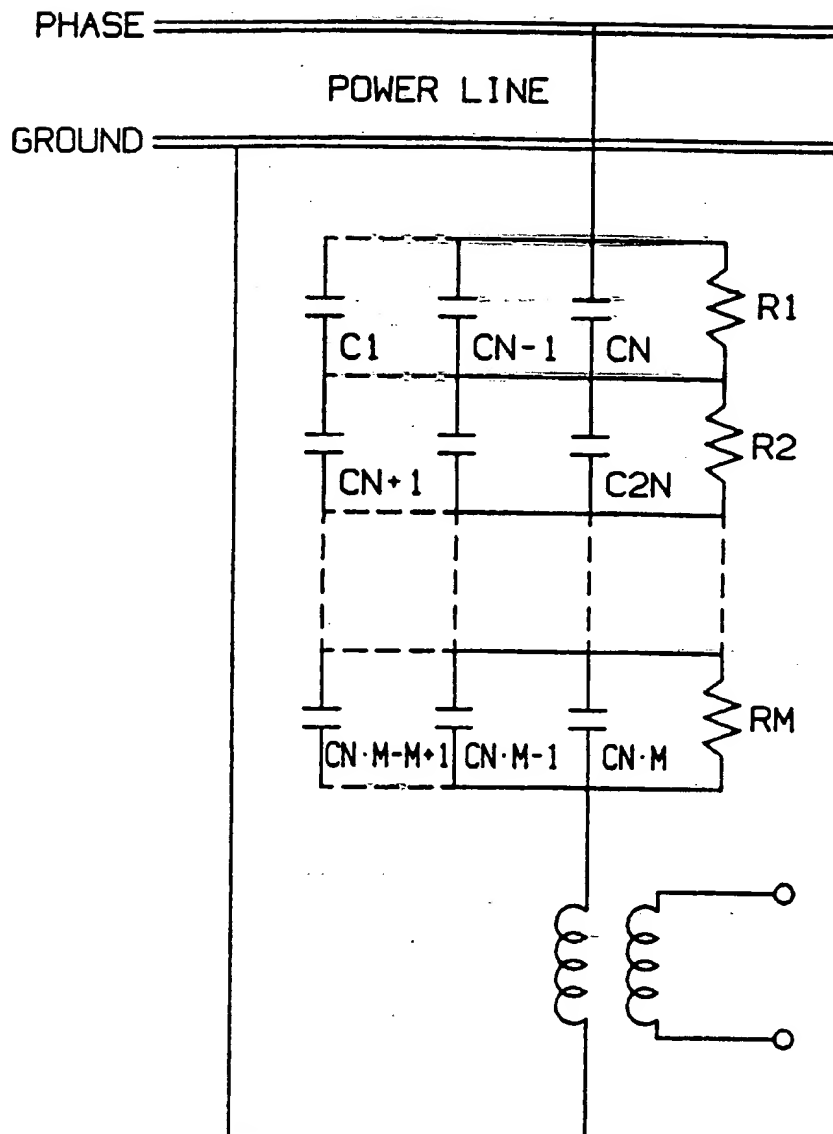 PHASE
POWER LINE
GROUND
R1
C1 CN-1 CN
R2
CN+1 C2N
RM
CN·M-M+1 CN·M-1 CN·M